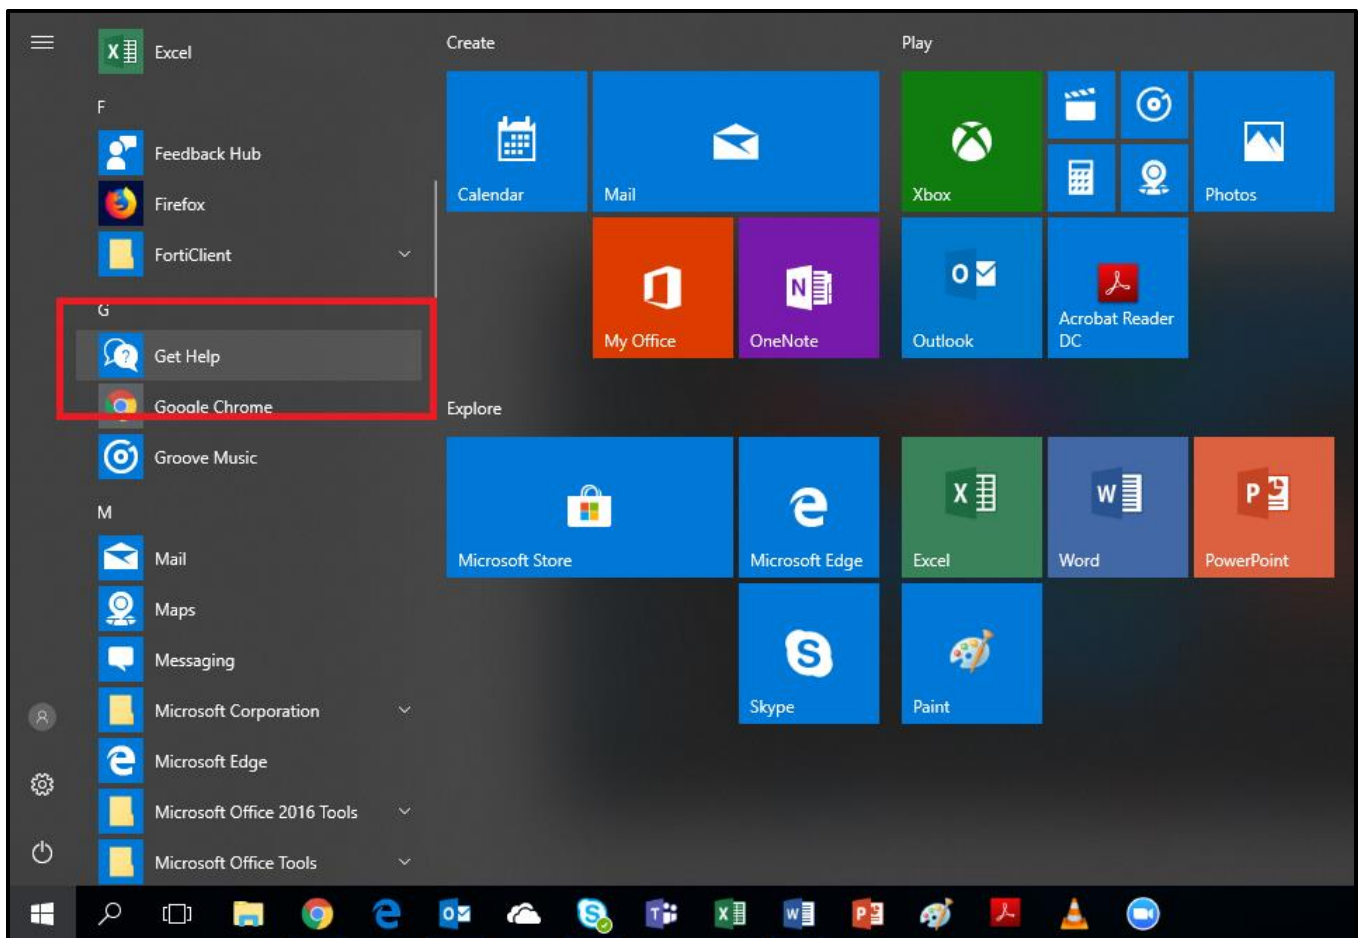 Excel
F
Feedback Hub
Firefox
FortiClient
G
Get Help
Google Chrome
Groove Music
M
Mail
Maps
Messaging
Microsoft Corporation
Microsoft Edge
Microsoft Office 2016 Tools
Microsoft Office Tools
Create
Calendar
Mail
My Office
OneNote
Explore
Microsoft Store
Microsoft Edge
Skype
Play
Xbox
Photos
Outlook
Acrobat Reader
DC
Excel
Word
PowerPoint
Paint